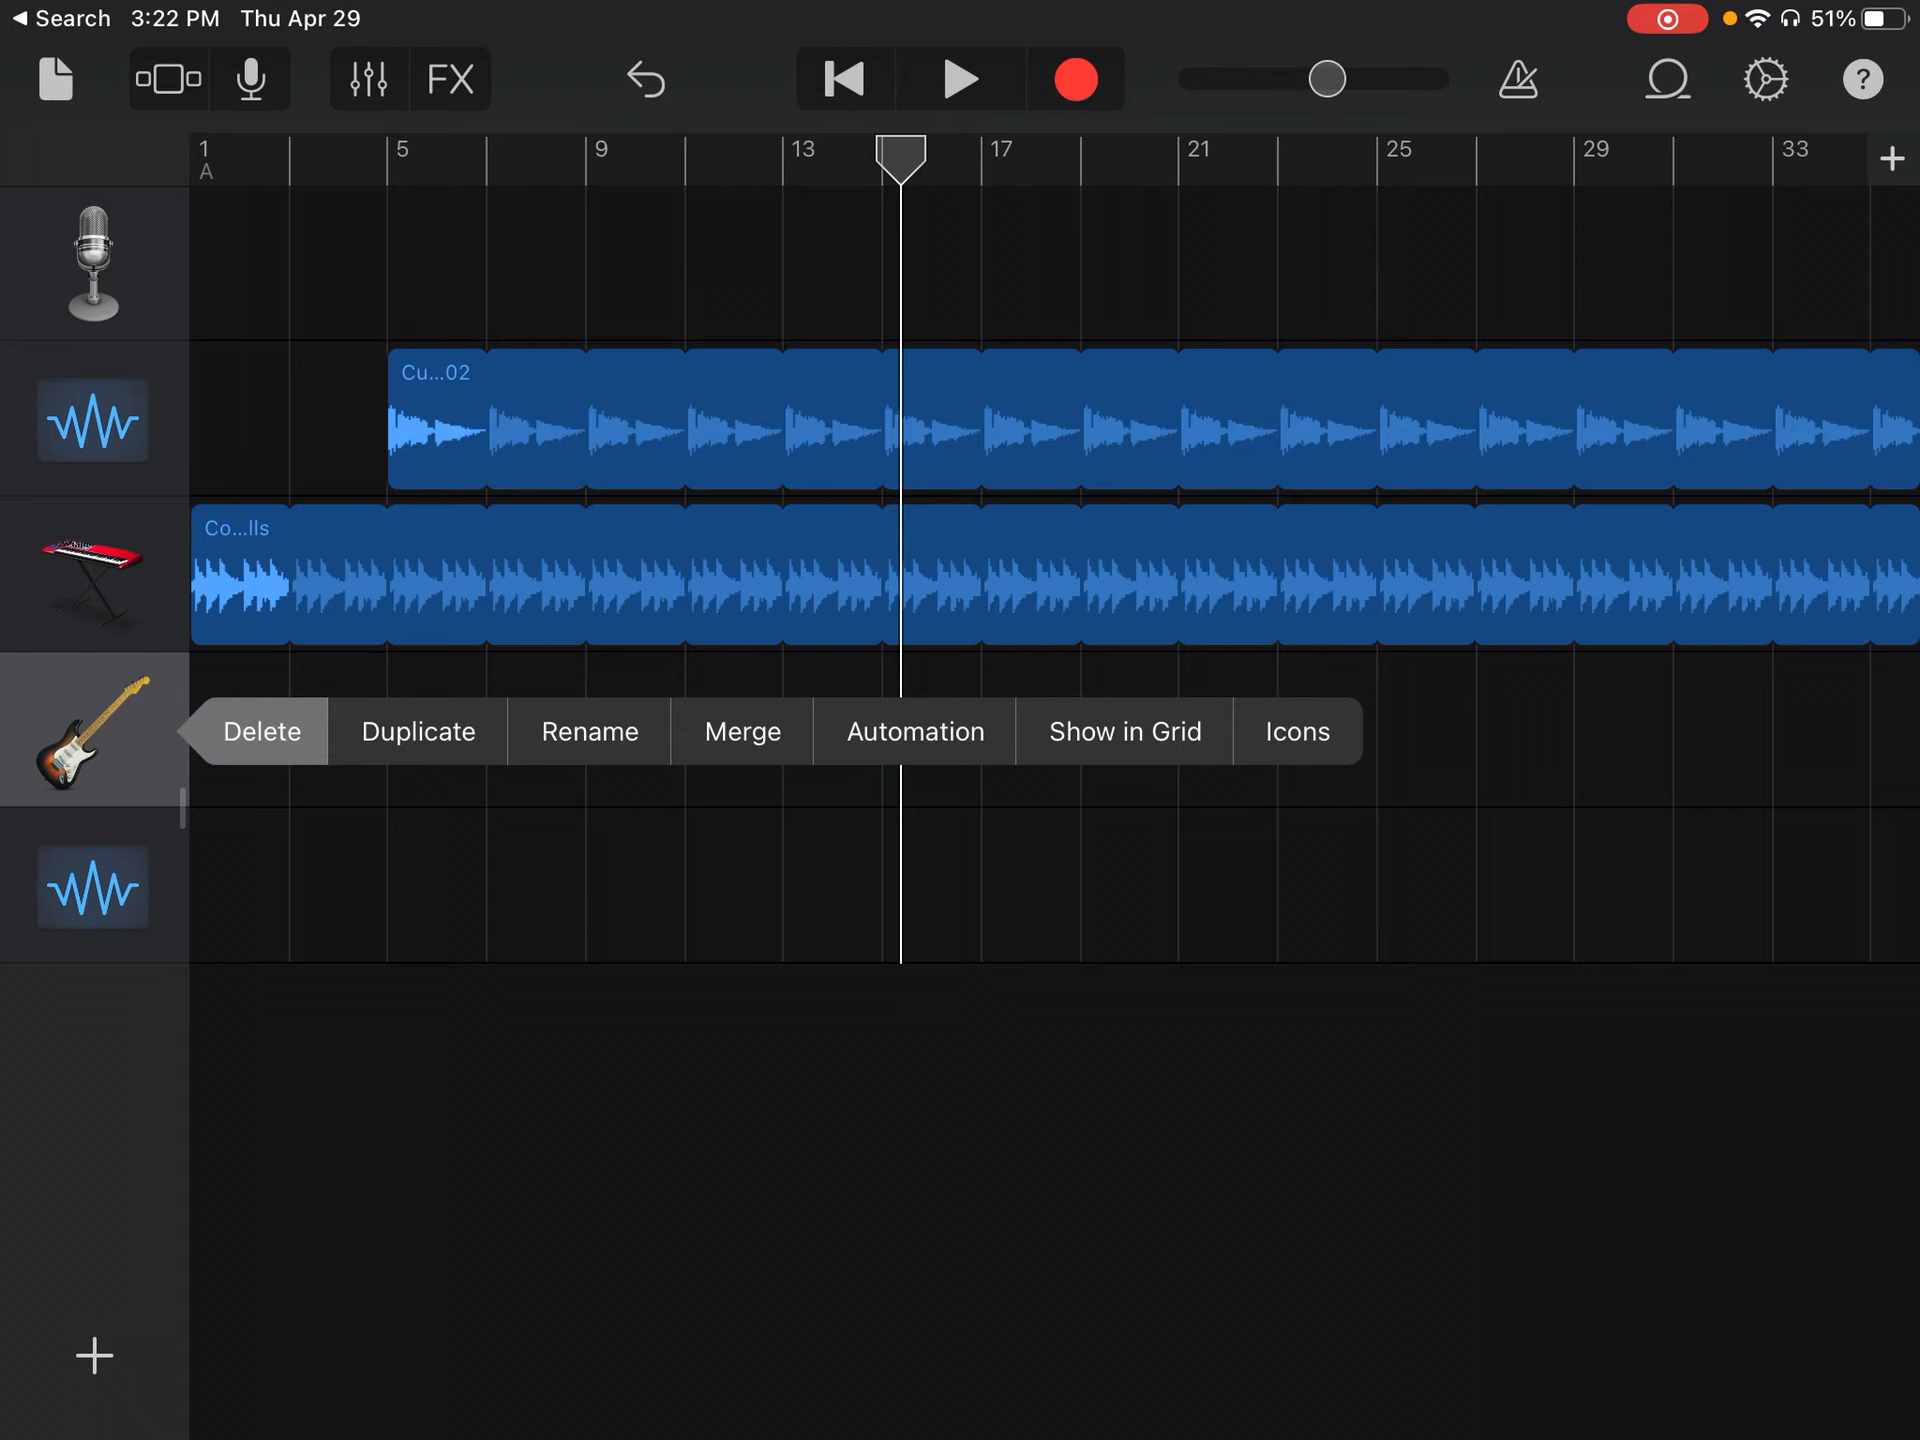 ◀ Search 3:22 PM Thu Apr 29 51%
FX
?
1 5 9 13 17 21 25 29 33
A
Cu...02
Co...lls
Delete Duplicate Rename Merge Automation Show in Grid Icons